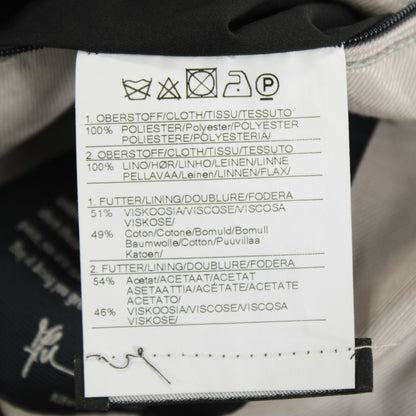 P
1. OBERSTOFF/CLOTH/TISSU/TESSUTO
100% POLIESTER/Polyester/POLYESTER
POLIESTERE/POLYESTERIÄ/
2. OBERSTOFF/CLOTH/TISSU/TESSUTO
100% LINO/HØR/LINHO/LEINEN/LINNE
PELLAVAA/Leinen/LINNEN/FLAX/
1. FUTTER/LINING/DOUBLURE/FODERA
51% VISKOOSIA/VISCOSE/VISCOSA
VISKOSE/
49% Coton/Cotone/Bomuld/Bomull
Baumwolle/Cotton/Puuvillaa
Katoen/
2. FUTTER/LINING/DOUBLURE/FODERA
54% Acetat/ACETAAT/ACETAT
ASETAATTIA/ACÉTATE/ACETATE
ACETATO/
46% VISKOOSIA/VISCOSE/VISCOSA
VISKOSE/